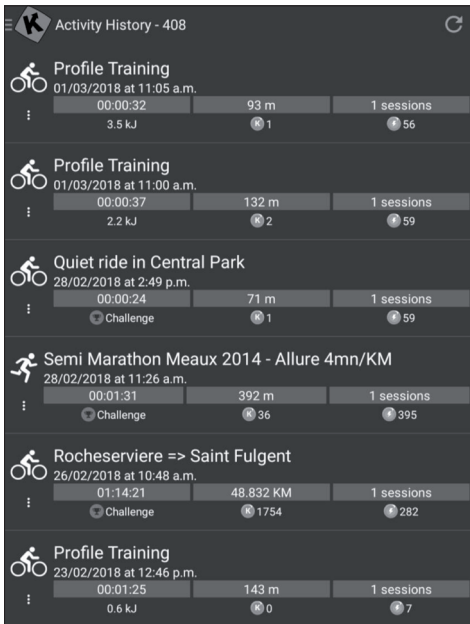 K Activity History - 408
Profile Training
01/03/2018 at 11:05 a.m.
00:00:32 93 m 1 sessions
3.5 kJ K 1 56
Profile Training
01/03/2018 at 11:00 a.m.
00:00:37 132 m 1 sessions
2.2 kJ K 2 59
Quiet ride in Central Park
28/02/2018 at 2:49 p.m.
00:00:24 71 m 1 sessions
Challenge K 1 59
Semi Marathon Meaux 2014 - Allure 4mn/KM
28/02/2018 at 11:26 a.m.
00:01:31 392 m 1 sessions
Challenge K 36 395
Rocheserviere => Saint Fulgent
26/02/2018 at 10:48 a.m.
01:14:21 48.832 KM 1 sessions
Challenge K 1754 282
Profile Training
23/02/2018 at 12:46 p.m.
00:01:25 143 m 1 sessions
0.6 kJ K 0 7